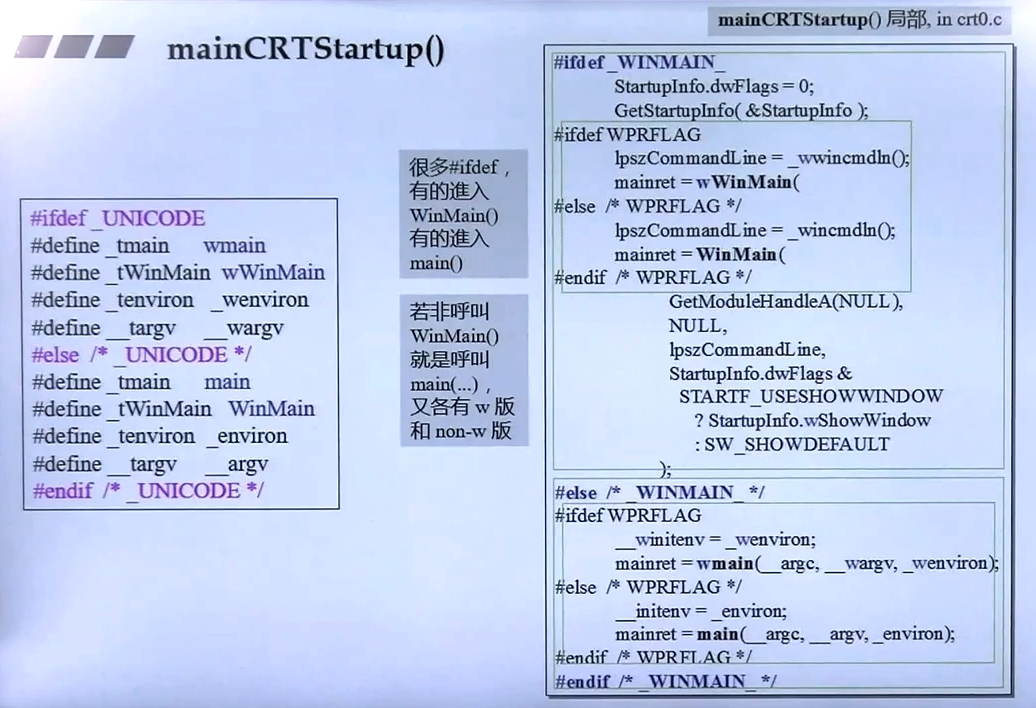 mainCRTStartup() 局部, in crt0.c
mainCRTStartup()
#ifdef _UNICODE
#define _tmain wmain
#define _tWinMain wWinMain
#define _tenviron _wenviron
#define __targv __wargv
#else /* _UNICODE */
#define _tmain main
#define _tWinMain WinMain
#define _tenviron _environ
#define __targv __argv
#endif /* _UNICODE */
很多#ifdef,
有的進入
WinMain()
有的進入
main()
若非呼叫
WinMain()
就是呼叫
main(...),
又各有 w 版
和 non-w 版
#ifdef _WINMAIN_
StartupInfo.dwFlags = 0;
GetStartupInfo( &StartupInfo );
#ifdef WPRFLAG
lpszCommandLine = _wwincmdln();
mainret = wWinMain(
#else /* WPRFLAG */
lpszCommandLine = _wincmdln();
mainret = WinMain(
#endif /* WPRFLAG */
GetModuleHandleA(NULL),
NULL,
lpszCommandLine,
StartupInfo.dwFlags &
STARTF_USESHOWWINDOW
? StartupInfo.wShowWindow
: SW_SHOWDEFAULT
);
#else /* _WINMAIN_ */
#ifdef WPRFLAG
__winitenv = _wenviron;
mainret = wmain(__argc, __wargv, _wenviron);
#else /* WPRFLAG */
__initenv = _environ;
mainret = main(__argc, __argv, _environ);
#endif /* WPRFLAG */
#endif /* _WINMAIN_ */